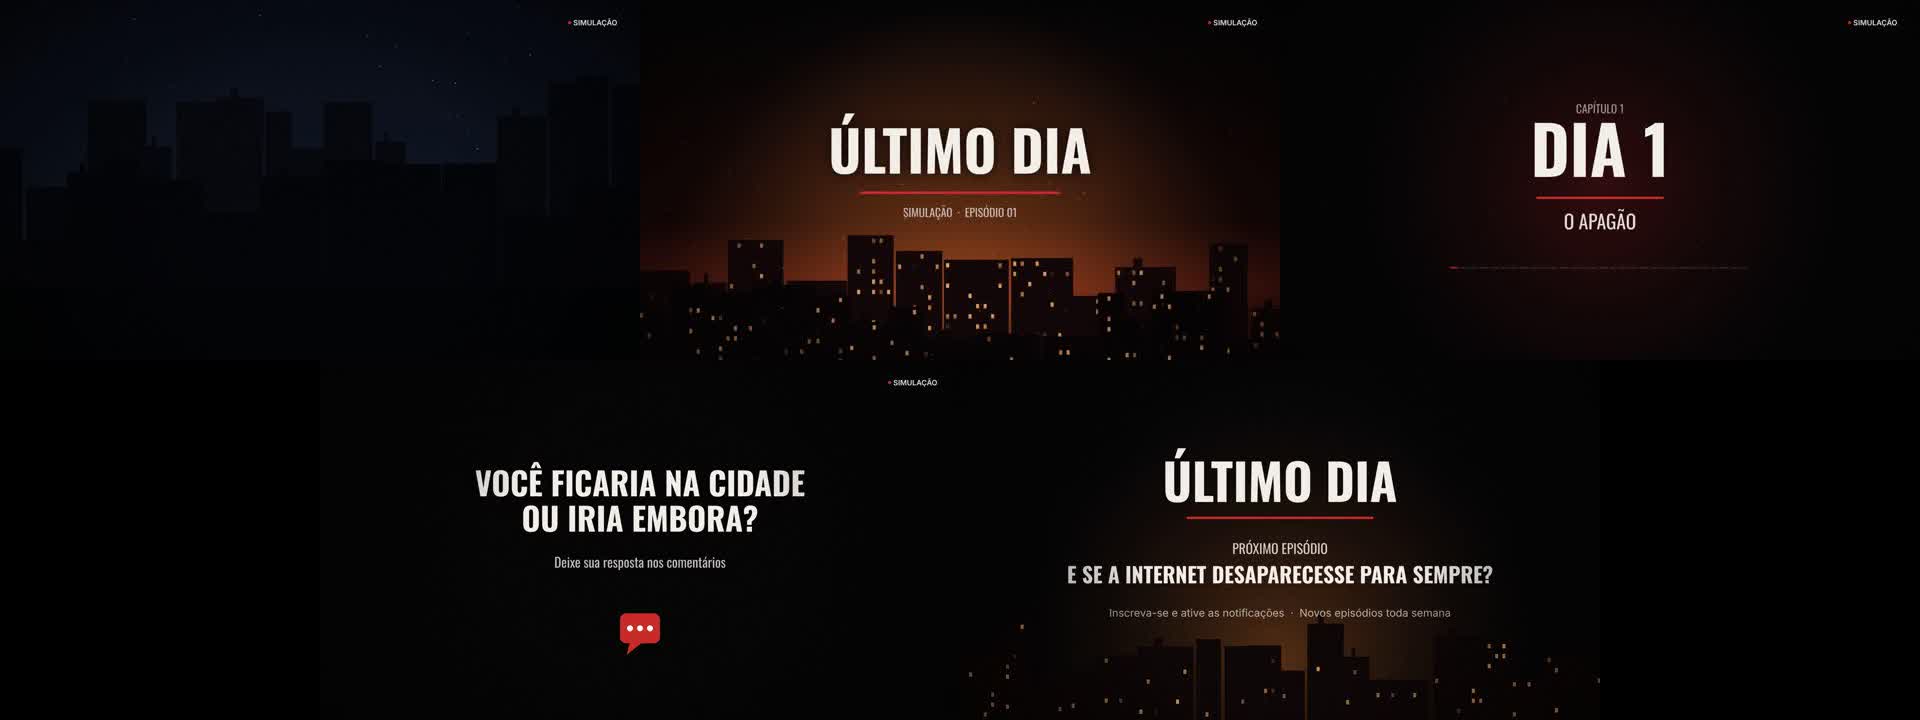 SIMULAÇÃO
SIMULAÇÃO
ÚLTIMO DIA
SIMULAÇÃO · EPISÓDIO 01
SIMULAÇÃO
CAPÍTULO 1
DIA 1
O APAGÃO
SIMULAÇÃO
VOCÊ FICARIA NA CIDADE
OU IRIA EMBORA?
Deixe sua resposta nos comentários
ÚLTIMO DIA
PRÓXIMO EPISÓDIO
E SE A INTERNET DESAPARECESSE PARA SEMPRE?
Inscreva-se e ative as notificações · Novos episódios toda semana